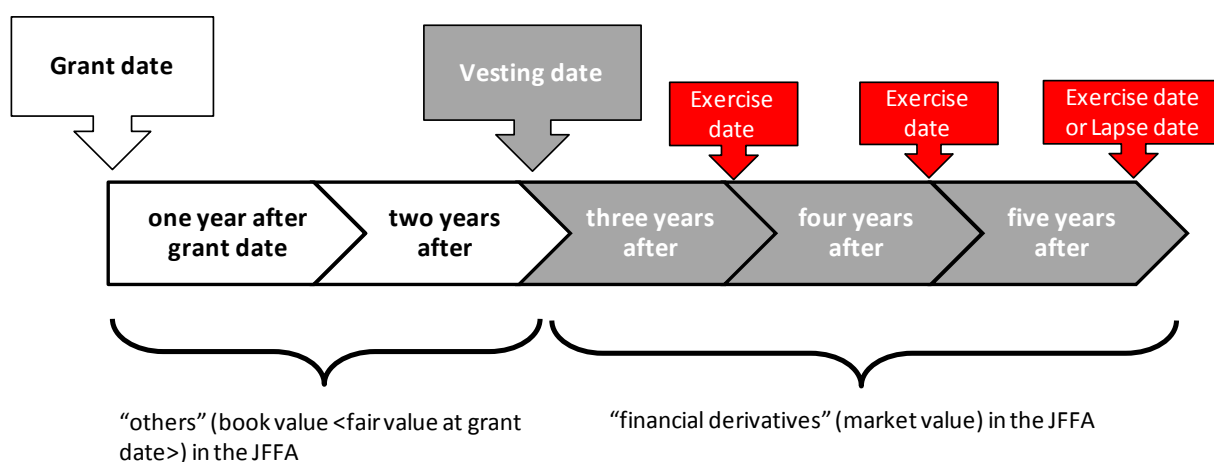 Grant date
Vesting date
Exercise
date
Exercise
date
Exercise date
or Lapse date
one year after
grant date
two years
after
three years
after
four years
after
five years
after
“others” (book value <fair value at grant
date>) in the JFFA
“financial derivatives” (market value) in the JFFA